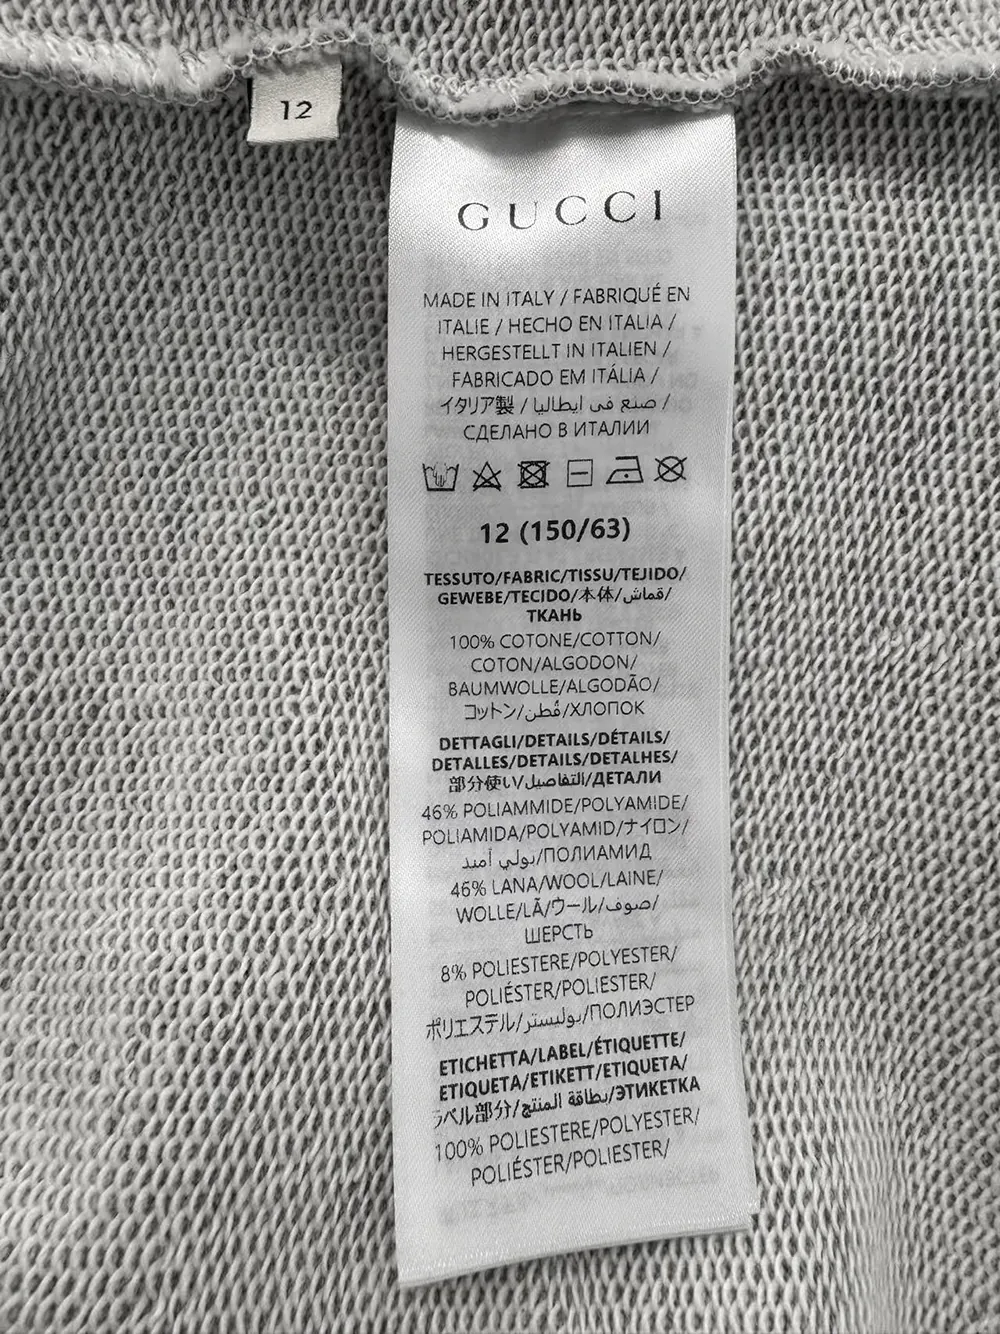 12
GUCCI
MADE IN ITALY / FABRIQUÉ EN
ITALIE / HECHO EN ITALIA /
HERGESTELLT IN ITALIEN /
FABRICADO EM ITÁLIA /
イタリア製 / صنع في ايطاليا /
СДЕЛАНО В ИТАЛИИ
12 (150/63)
TESSUTO/FABRIC/TISSU/TEJIDO/
GEWEBE/TECIDO/本体/قماش/
ТКАНЬ
100% COTONE/COTTON/
COTON/ALGODON/
BAUMWOLLE/ALGODÃO/
コットン/قُطن/ХЛОПОК
DETTAGLI/DETAILS/DÉTAILS/
DETALLES/DETAILS/DETALHES/
部分使い/التفاصيل/ДЕТАЛИ
46% POLIAMMIDE/POLYAMIDE/
POLIAMIDA/POLYAMID/ナイロン/
بولي أميد/ПОЛИАМИД
46% LANA/WOOL/LAINE/
WOLLE/LÃ/ウール/صوف/
ШЕРСТЬ
8% POLIESTERE/POLYESTER/
POLIÉSTER/POLIESTER/
ポリエステル/بوليستر/ПОЛИЭСТЕР
ETICHETTA/LABEL/ÉTIQUETTE/
ETIQUETA/ETIKETT/ETIQUETA/
ラベル部分/بطاقة المنتج/ЭТИКЕТКА
100% POLIESTERE/POLYESTER/
POLIÉSTER/POLIESTER/